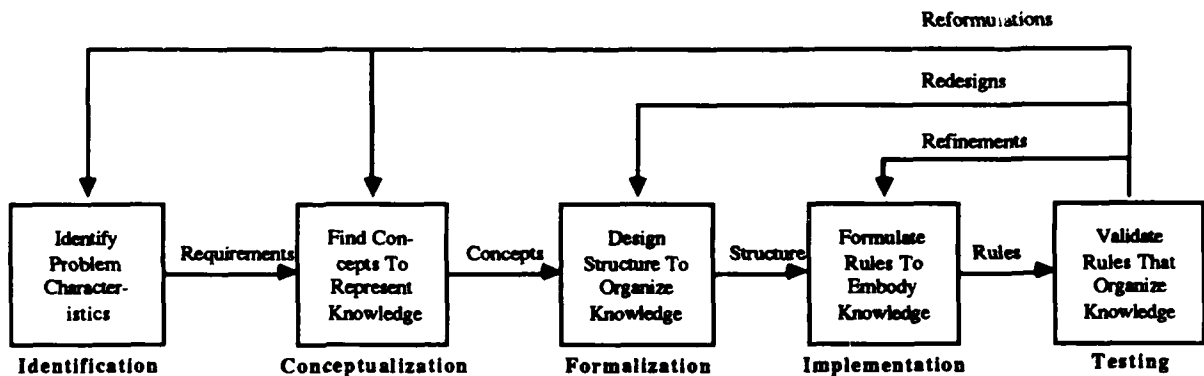 Reformulations
Redesigns
Refinements
Identify
Problem
Character-
istics
Requirements
Find Con-
cepts To
Represent
Knowledge
Concepts
Design
Structure To
Organize
Knowledge
Structure
Formulate
Rules To
Embody
Knowledge
Rules
Validate
Rules That
Organize
Knowledge
Identification
Conceptualization
Formalization
Implementation
Testing